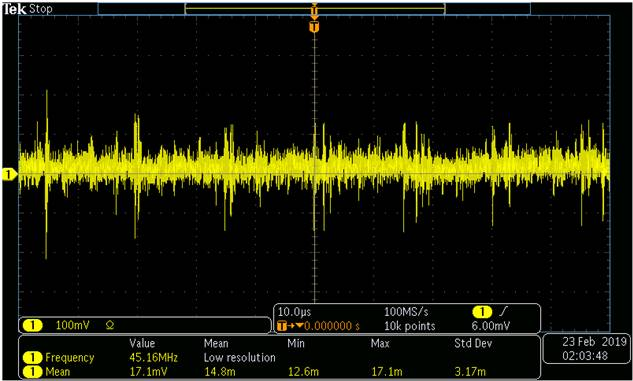 Tek Stop
T
T
1
1 100mV Ω
10.0µs 100MS/s 1
T→▼0.000000 s 10k points 6.00mV
Value Mean Min Max Std Dev
1 Frequency 45.16MHz Low resolution
1 Mean 17.1mV 14.8m 12.6m 17.1m 3.17m
23 Feb 2019
02:03:48